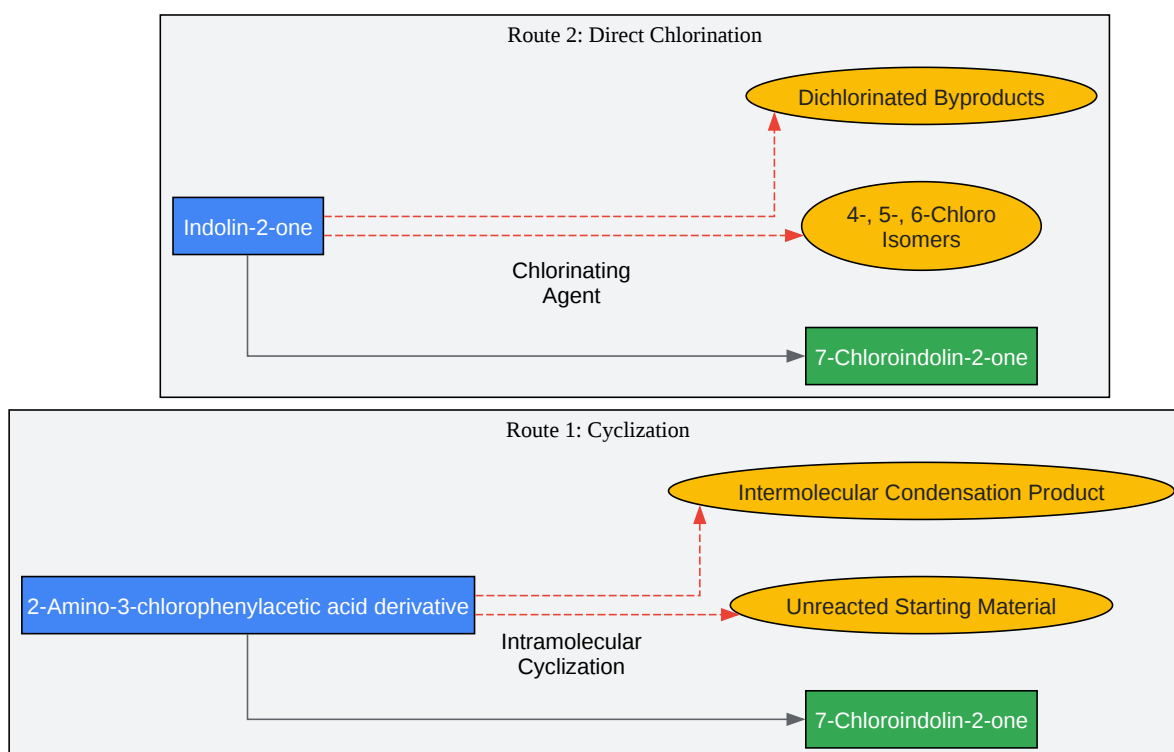 Route 2: Direct Chlorination
Dichlorinated Byproducts
Indolin-2-one
4-, 5-, 6-Chloro
Isomers
Chlorinating
Agent
7-Chloroindolin-2-one
Route 1: Cyclization
Intermolecular Condensation Product
2-Amino-3-chlorophenylacetic acid derivative
Unreacted Starting Material
Intramolecular
Cyclization
7-Chloroindolin-2-one